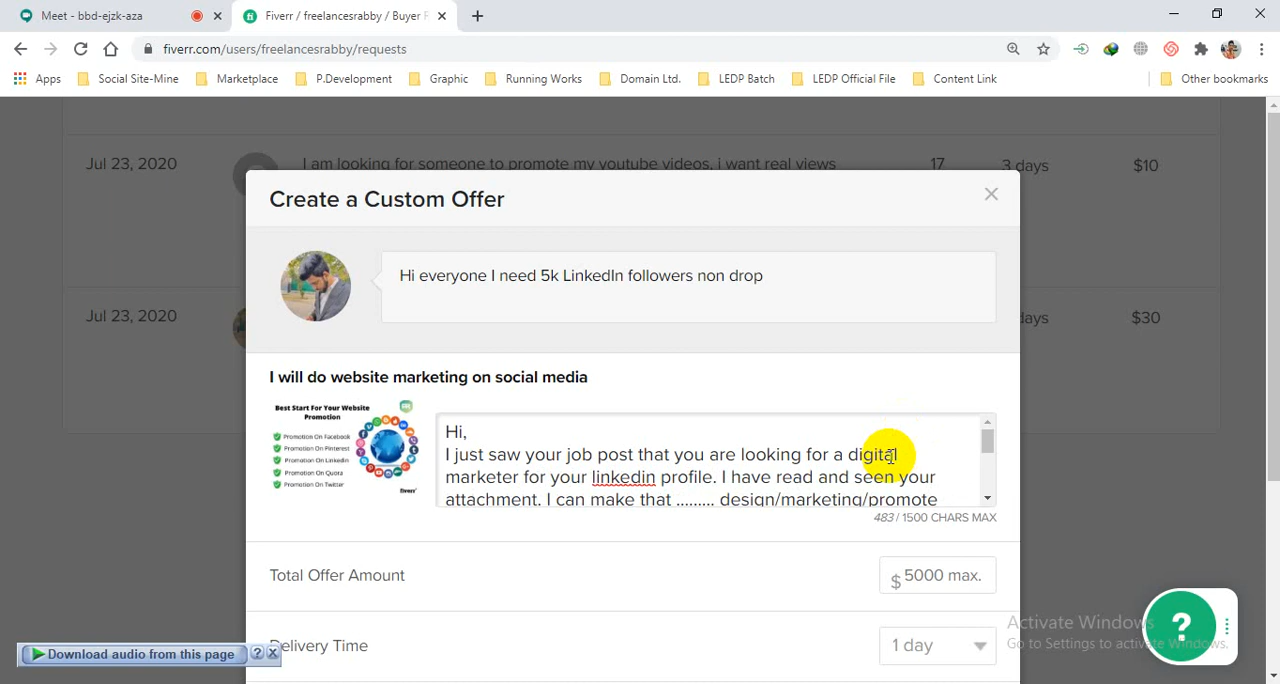 Meet - bbd-ejzk-aza
Fiverr / freelancesrabby / Buyer R
fiverr.com/users/freelancesrabby/requests
Apps
Social Site-Mine
Marketplace
P.Development
Graphic
Running Works
Domain Ltd.
LEDP Batch
LEDP Official File
Content Link
Other bookmarks
Jul 23, 2020
I am looking for someone to promote my youtube videos. i want real views
17
3 days
$10
Create a Custom Offer
Hi everyone I need 5k LinkedIn followers non drop
Jul 23, 2020
days
$30
I will do website marketing on social media
Best Start For Your Website
Promotion
Promotion On Facebook
Promotion On Pinterest
Promotion On Linkedin
Promotion On Quora
Promotion On Twitter
fiverr
Hi,
I just saw your job post that you are looking for a digital
marketer for your linkedin profile. I have read and seen your
attachment. I can make that ......... design/marketing/promote
483 / 1500 CHARS MAX
Total Offer Amount
$ 5000 max.
Delivery Time
1 day
Activate Windows
Go to Settings to activate Windows.
Download audio from this page
?